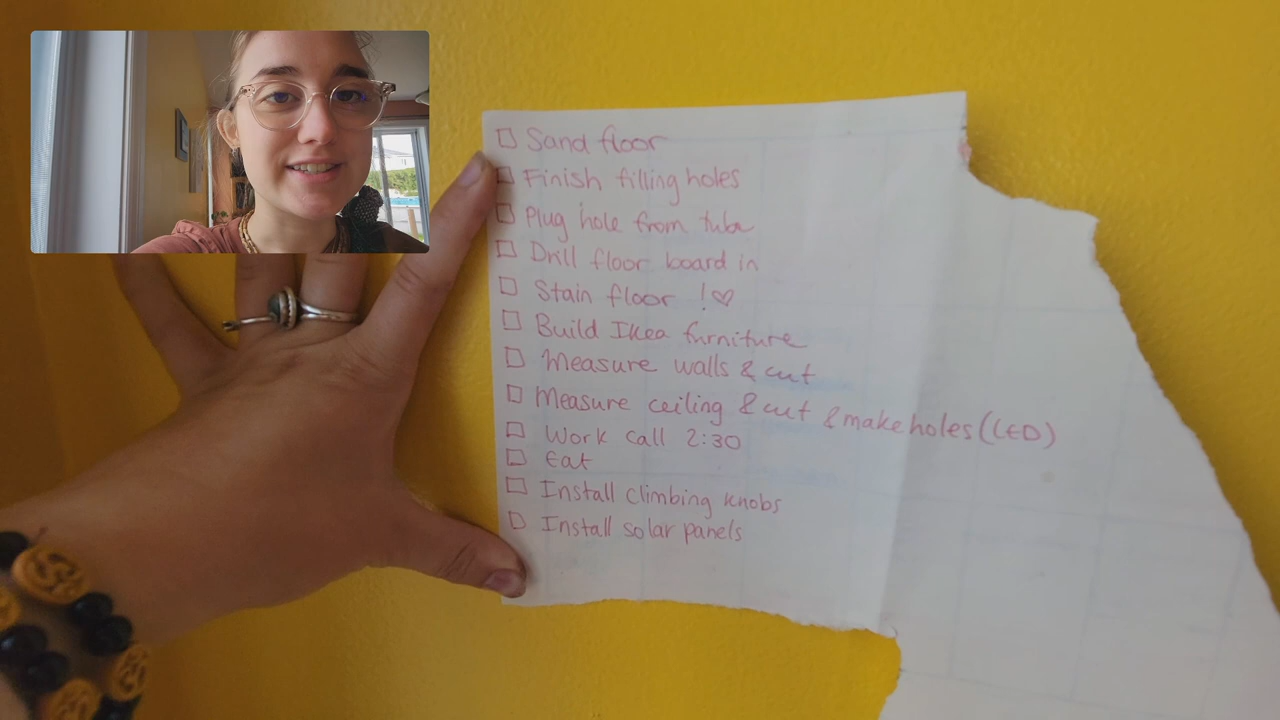 Sand floor
Finish filling holes
Plug hole from tube
Drill floor board in
Stain floor !♡
Build Ikea furniture
Measure walls & cut
Measure ceiling & cut & make holes (LED)
Work call 2:30
Eat
Install climbing knobs
Install solar panels